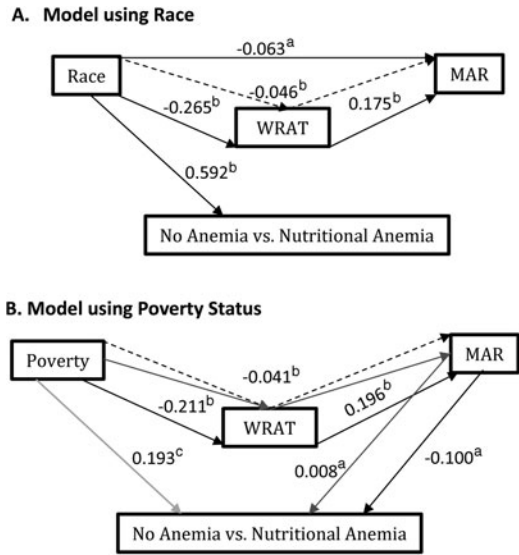 A. Model using Race
-0.063a
Race
MAR
-0.046b
-0.265b
0.175b
WRAT
0.592b
No Anemia vs. Nutritional Anemia
B. Model using Poverty Status
Poverty
MAR
-0.041b
-0.211b
0.196b
WRAT
0.193c
0.008a
-0.100a
No Anemia vs. Nutritional Anemia